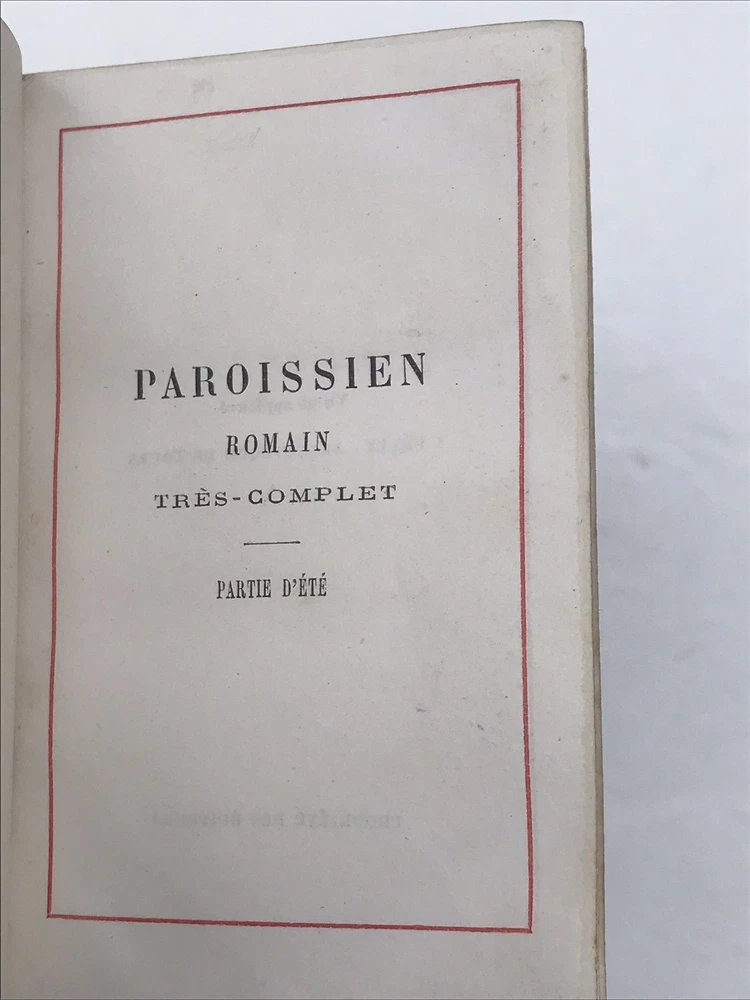 PAROISSIEN
ROMAIN
TRÈS-COMPLET
PARTIE D'ÉTÉ